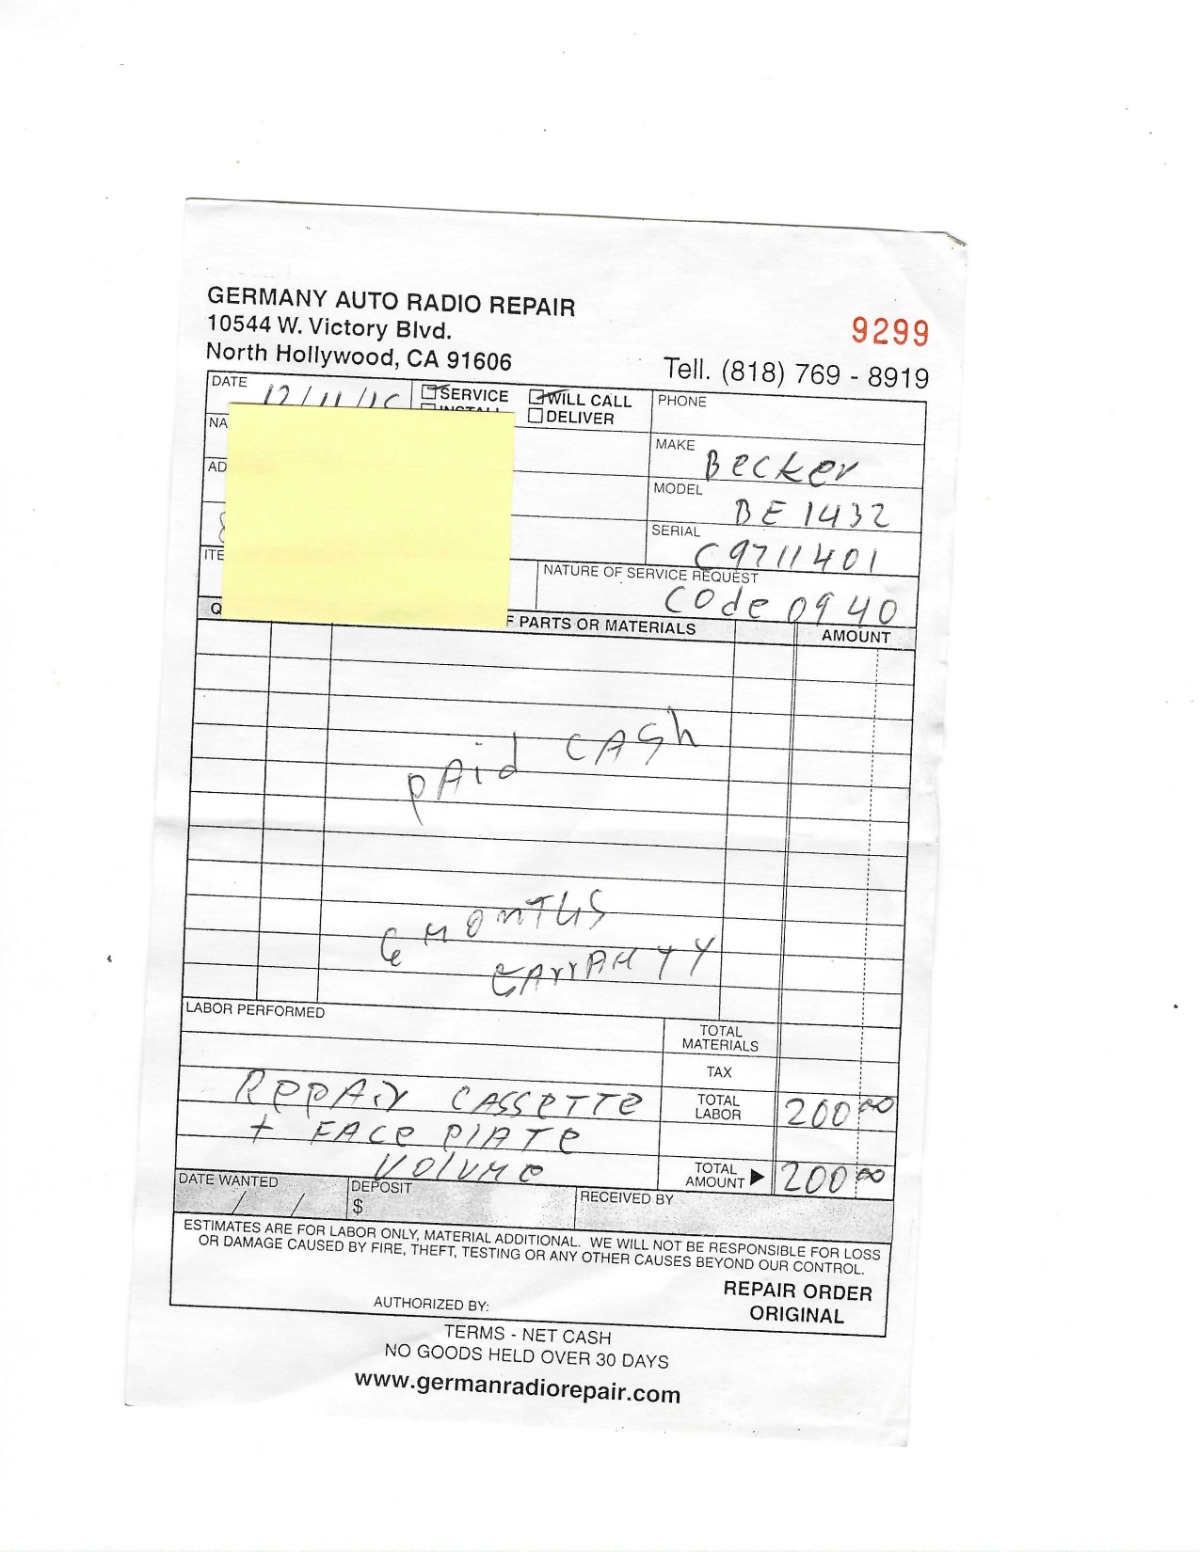 GERMANY AUTO RADIO REPAIR
10544 W. Victory Blvd.
North Hollywood, CA 91606
9299
Tell. (818) 769 - 8919
DATE
SERVICE
WILL CALL
DELIVER
PHONE
MAKE Becker
MODEL BE 1432
SERIAL C9711401
NATURE OF SERVICE REQUEST
Code 0940
PARTS OR MATERIALS
AMOUNT
PAid CASh
6 MOnTHS
LABOR PERFORMED
TOTAL MATERIALS
TAX
REPAiR CASSETTE
TOTAL LABOR 200.00
+ FACE PlATE
VOlUME
TOTAL AMOUNT 200.00
DATE WANTED / /
DEPOSIT $
RECEIVED BY
ESTIMATES ARE FOR LABOR ONLY, MATERIAL ADDITIONAL. WE WILL NOT BE RESPONSIBLE FOR LOSS
OR DAMAGE CAUSED BY FIRE, THEFT, TESTING OR ANY OTHER CAUSES BEYOND OUR CONTROL.
REPAIR ORDER
ORIGINAL
AUTHORIZED BY:
TERMS - NET CASH
NO GOODS HELD OVER 30 DAYS
www.germanradiorepair.com